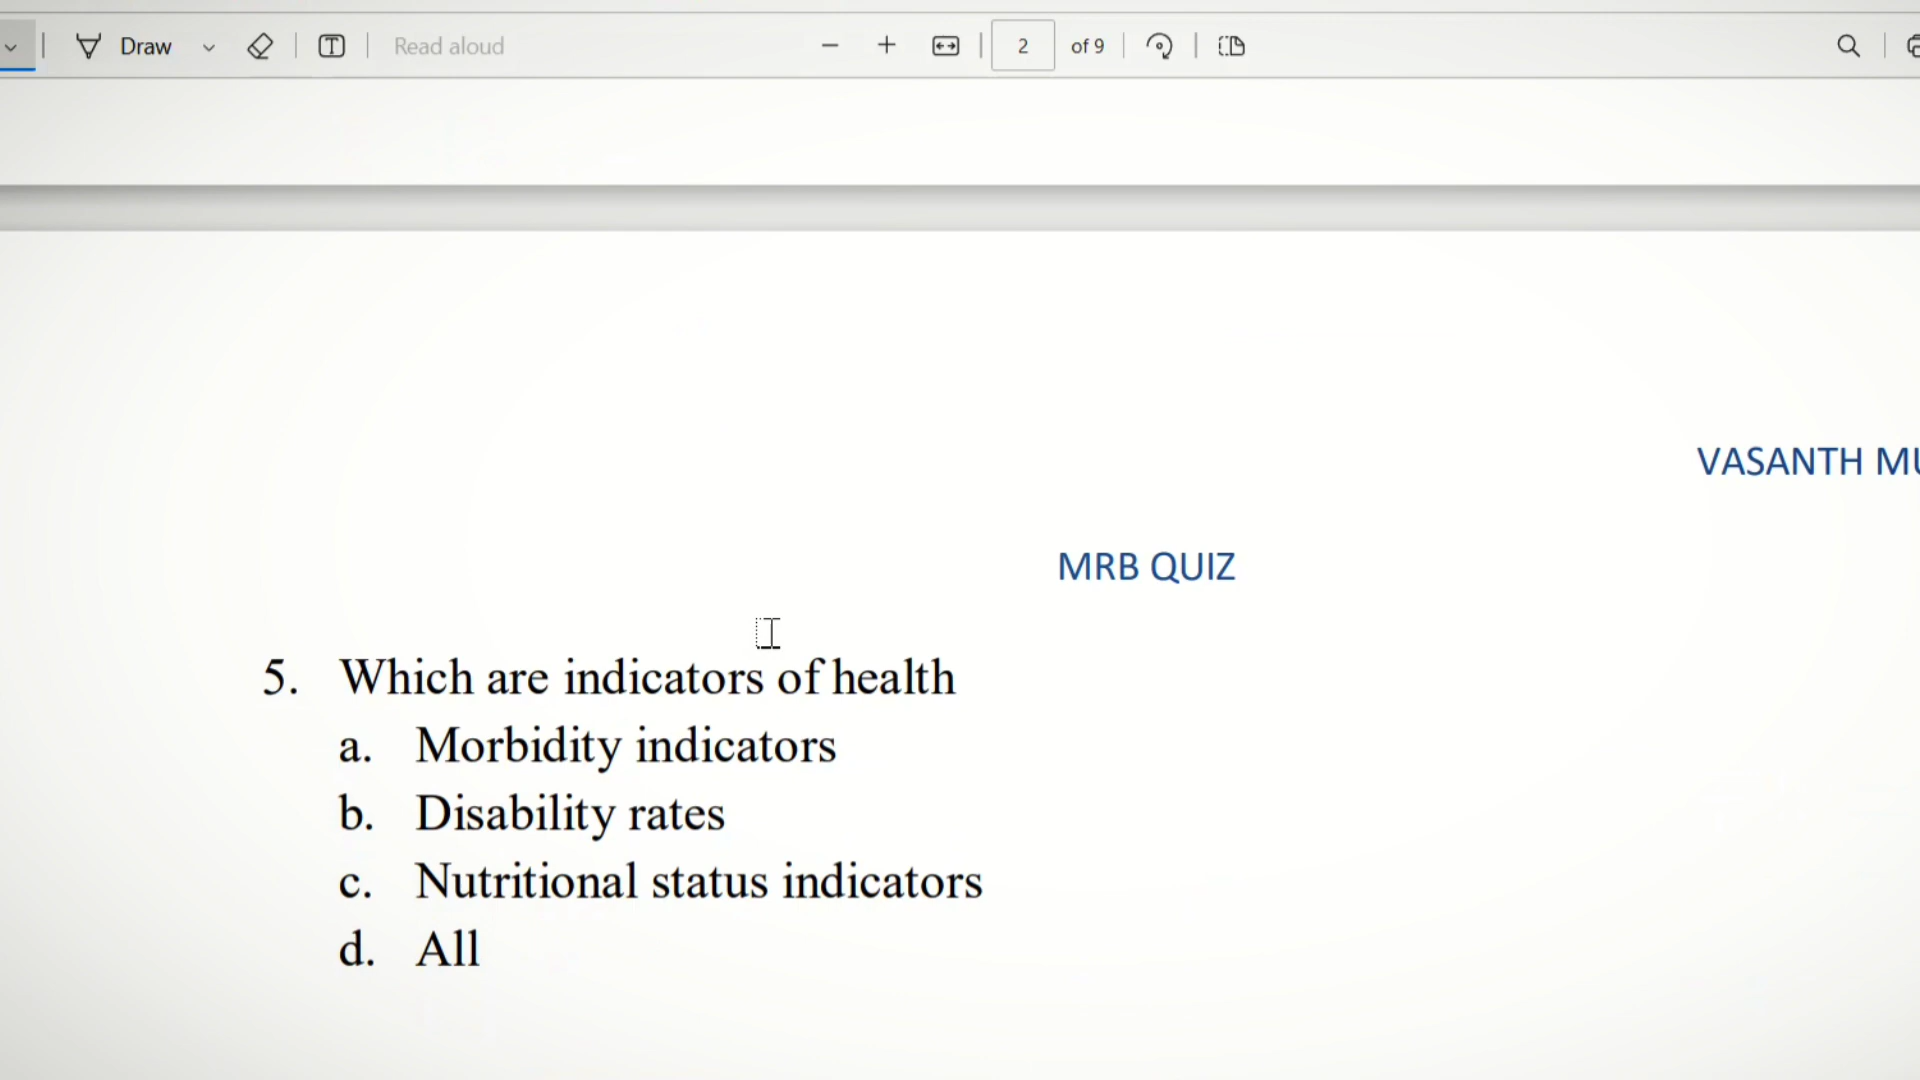 Draw
Read aloud
2 of 9
VASANTH
MRB QUIZ
5. Which are indicators of health
a. Morbidity indicators
b. Disability rates
c. Nutritional status indicators
d. All